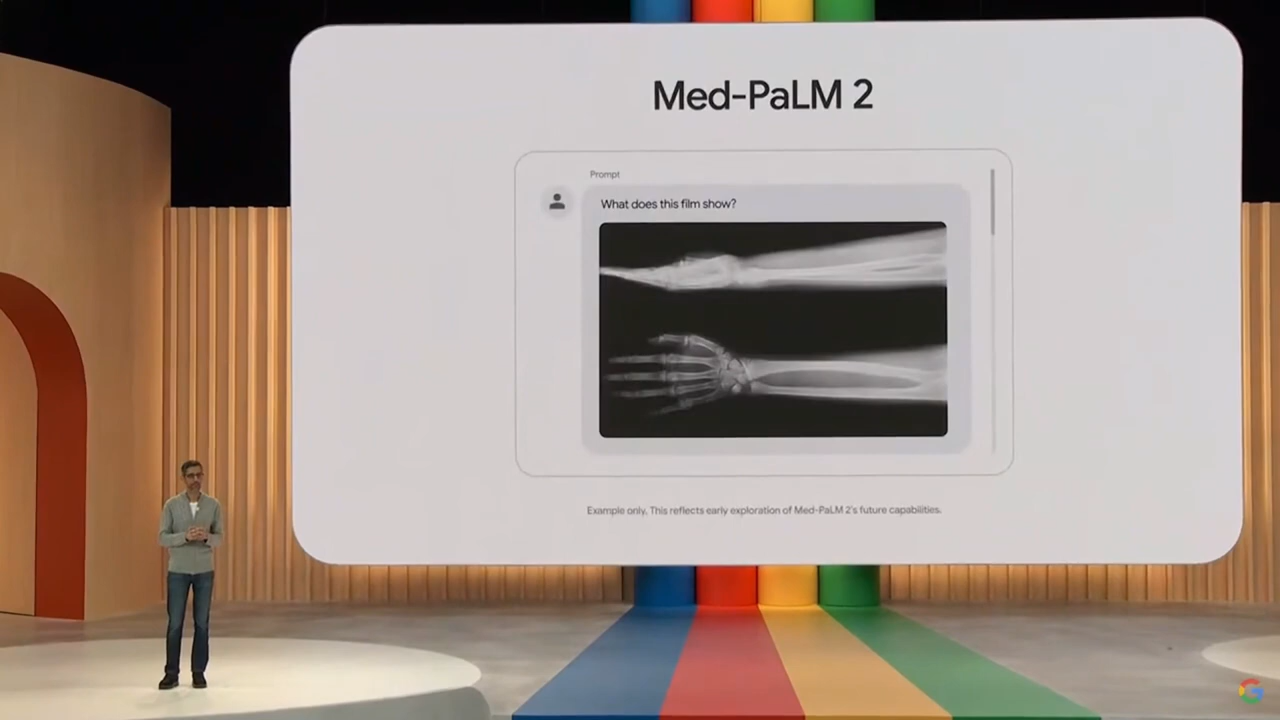 Med-PaLM 2
Prompt
What does this film show?
Example only. This reflects early exploration of Med-PaLM 2's future capabilities.